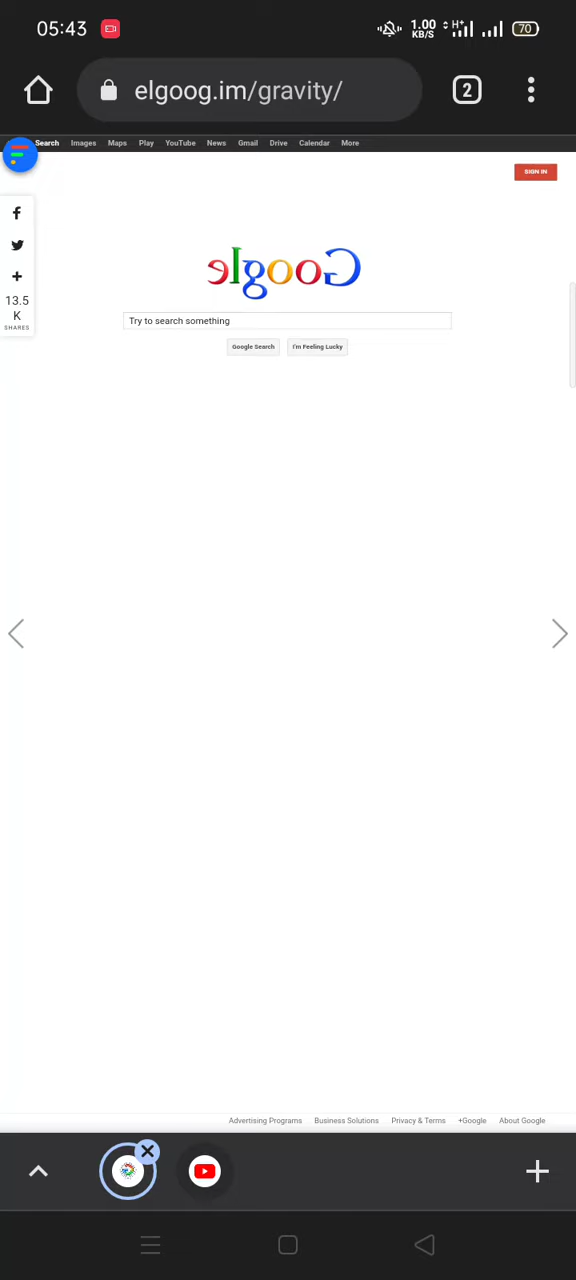 05:43 1.00 KB/S H+ 70
elgoog.im/gravity/ 2
Search Images Maps Play YouTube News Gmail Drive Calendar More
SIGN IN
Google
13.5
K
SHARES
Try to search something
Google Search I'm Feeling Lucky
Advertising Programs Business Solutions Privacy & Terms +Google About Google